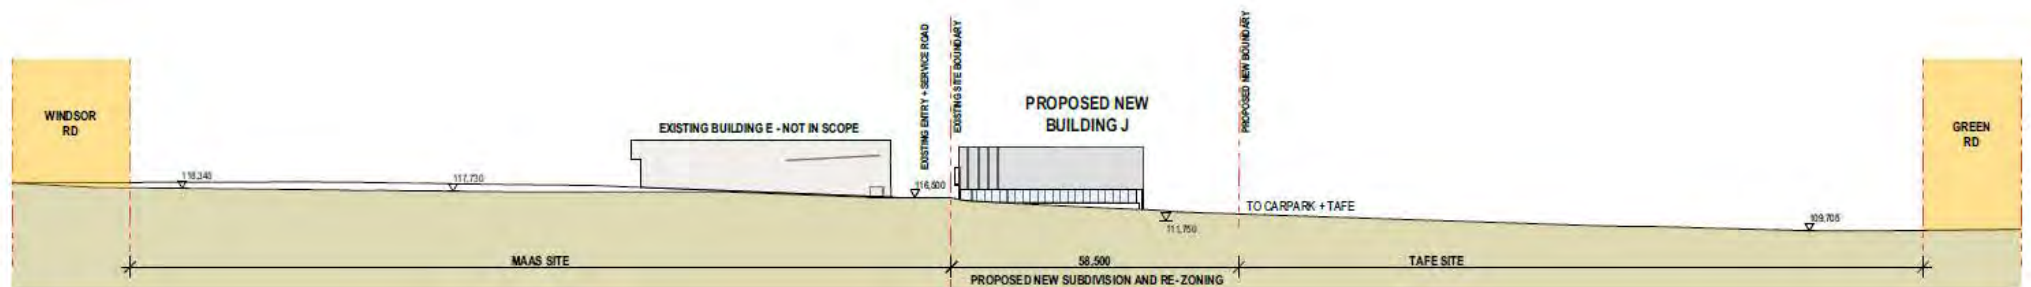 WINDSOR
RD
118,340
117,730
EXISTING BUILDING E - NOT IN SCOPE
EXISTING ENTRY + SERVICE ROAD
116,500
EXISTING SITE BOUNDARY
PROPOSED NEW
BUILDING J
PROPOSED NEW BOUNDARY
111,750
TO CARPARK + TAFE
109,705
GREEN
RD
MAAS SITE
58,500
TAFE SITE
PROPOSED NEW SUBDIVISION AND RE-ZONING